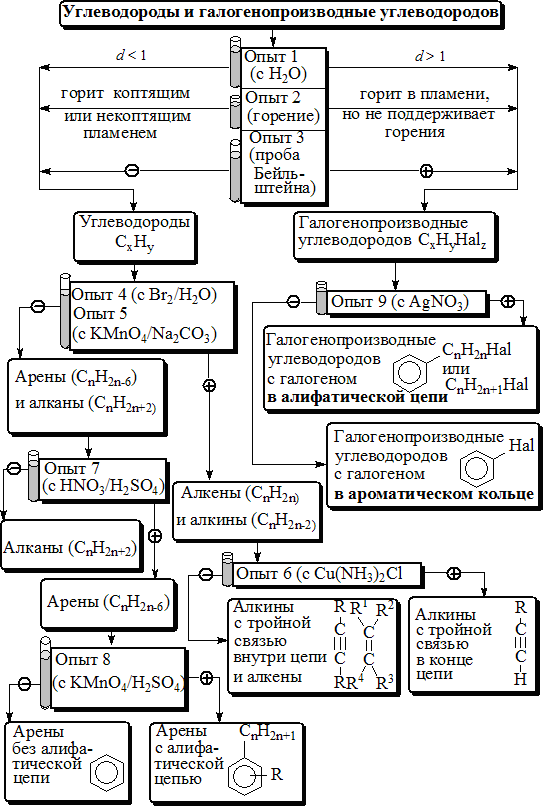 Углеводороды и галогенопроизводные углеводородов
d < 1
d > 1
Опыт 1
(с H2O)
горит коптящим
или некоптящим
пламенем
Опыт 2
(горение)
горит в пламени,
но не поддерживает
горения
Опыт 3
(проба
Бейль-
штейна)
−
+
Углеводороды
CxHy
Галогенопроизводные
углеводородов CxHyHalz
−
Опыт 4 (с Br2/H2O)
Опыт 5
(с KMnO4/Na2CO3)
+
−
Опыт 9 (с AgNO3)
+
Галогенопроизводные
углеводородов
с галогеном
в алифатической цепи
CnH2nHal
или
CnH2n+1Hal
Арены (CnH2n-6)
и алканы (CnH2n+2)
Галогенопроизводные
углеводородов
с галогеном
в ароматическом кольце
Hal
−
Опыт 7
(с HNO3/H2SO4)
+
Алкены (CnH2n)
и алкины (CnH2n-2)
Алканы (CnH2n+2)
−
Опыт 6 (с Cu(NH3)2Cl
+
Арены (CnH2n-6)
Алкины
с тройной
связью
внутри цепи
и алкены
R
C
C
R
R1
R2
C
C
R4
R3
Алкины
с тройной
связью
в конце
цепи
R
C
C
H
−
Опыт 8
(с KMnO4/H2SO4)
+
Арены
без алифа-
тической
цепи
Арены
с алифа-
тической
цепью
CnH2n+1
R